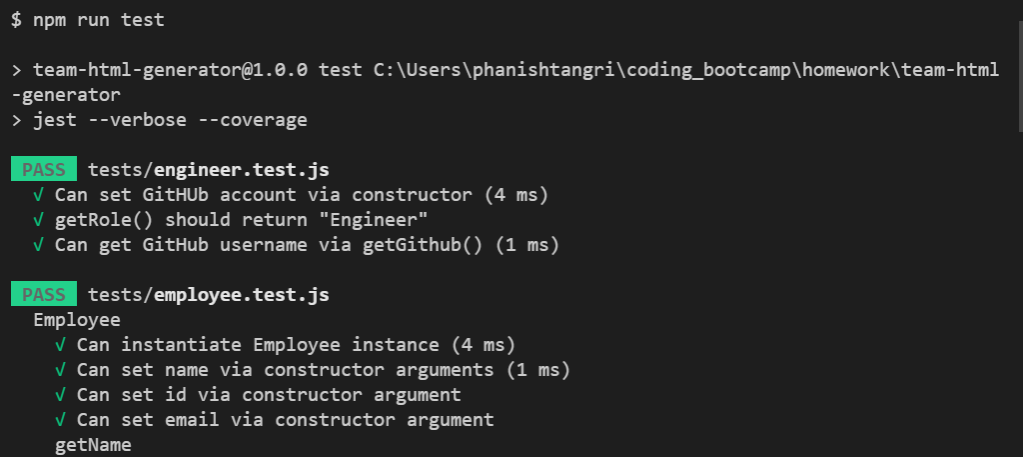 $ npm run test
> team-html-generator@1.0.0 test C:\Users\phanishtangri\coding_bootcamp\homework\team-html
-generator
> jest --verbose --coverage
PASS tests/engineer.test.js
√ Can set GitHUb account via constructor (4 ms)
√ getRole() should return "Engineer"
√ Can get GitHub username via getGithub() (1 ms)
PASS tests/employee.test.js
Employee
√ Can instantiate Employee instance (4 ms)
√ Can set name via constructor arguments (1 ms)
√ Can set id via constructor argument
√ Can set email via constructor argument
getName